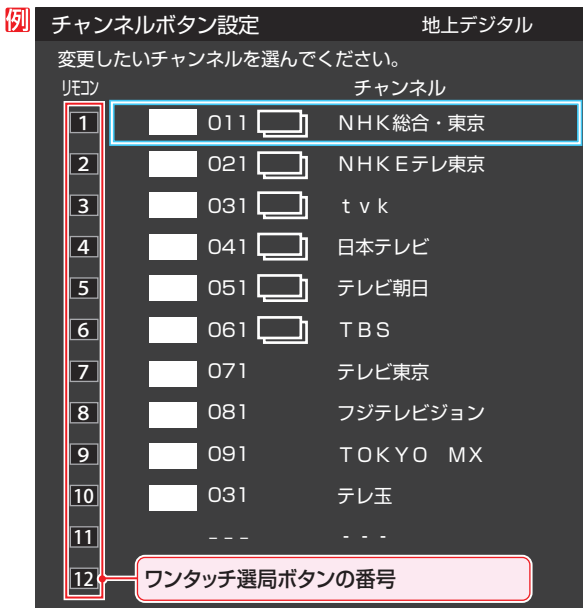 例
チャンネルボタン設定 地上デジタル
変更したいチャンネルを選んでください。
リモコン チャンネル
1 011 NHK総合・東京
2 021 NHKEテレ東京
3 031 tvk
4 041 日本テレビ
5 051 テレビ朝日
6 061 TBS
7 071 テレビ東京
8 081 フジテレビジョン
9 091 TOKYO MX
10 031 テレ玉
11 --- ---
12 ワンタッチ選局ボタンの番号